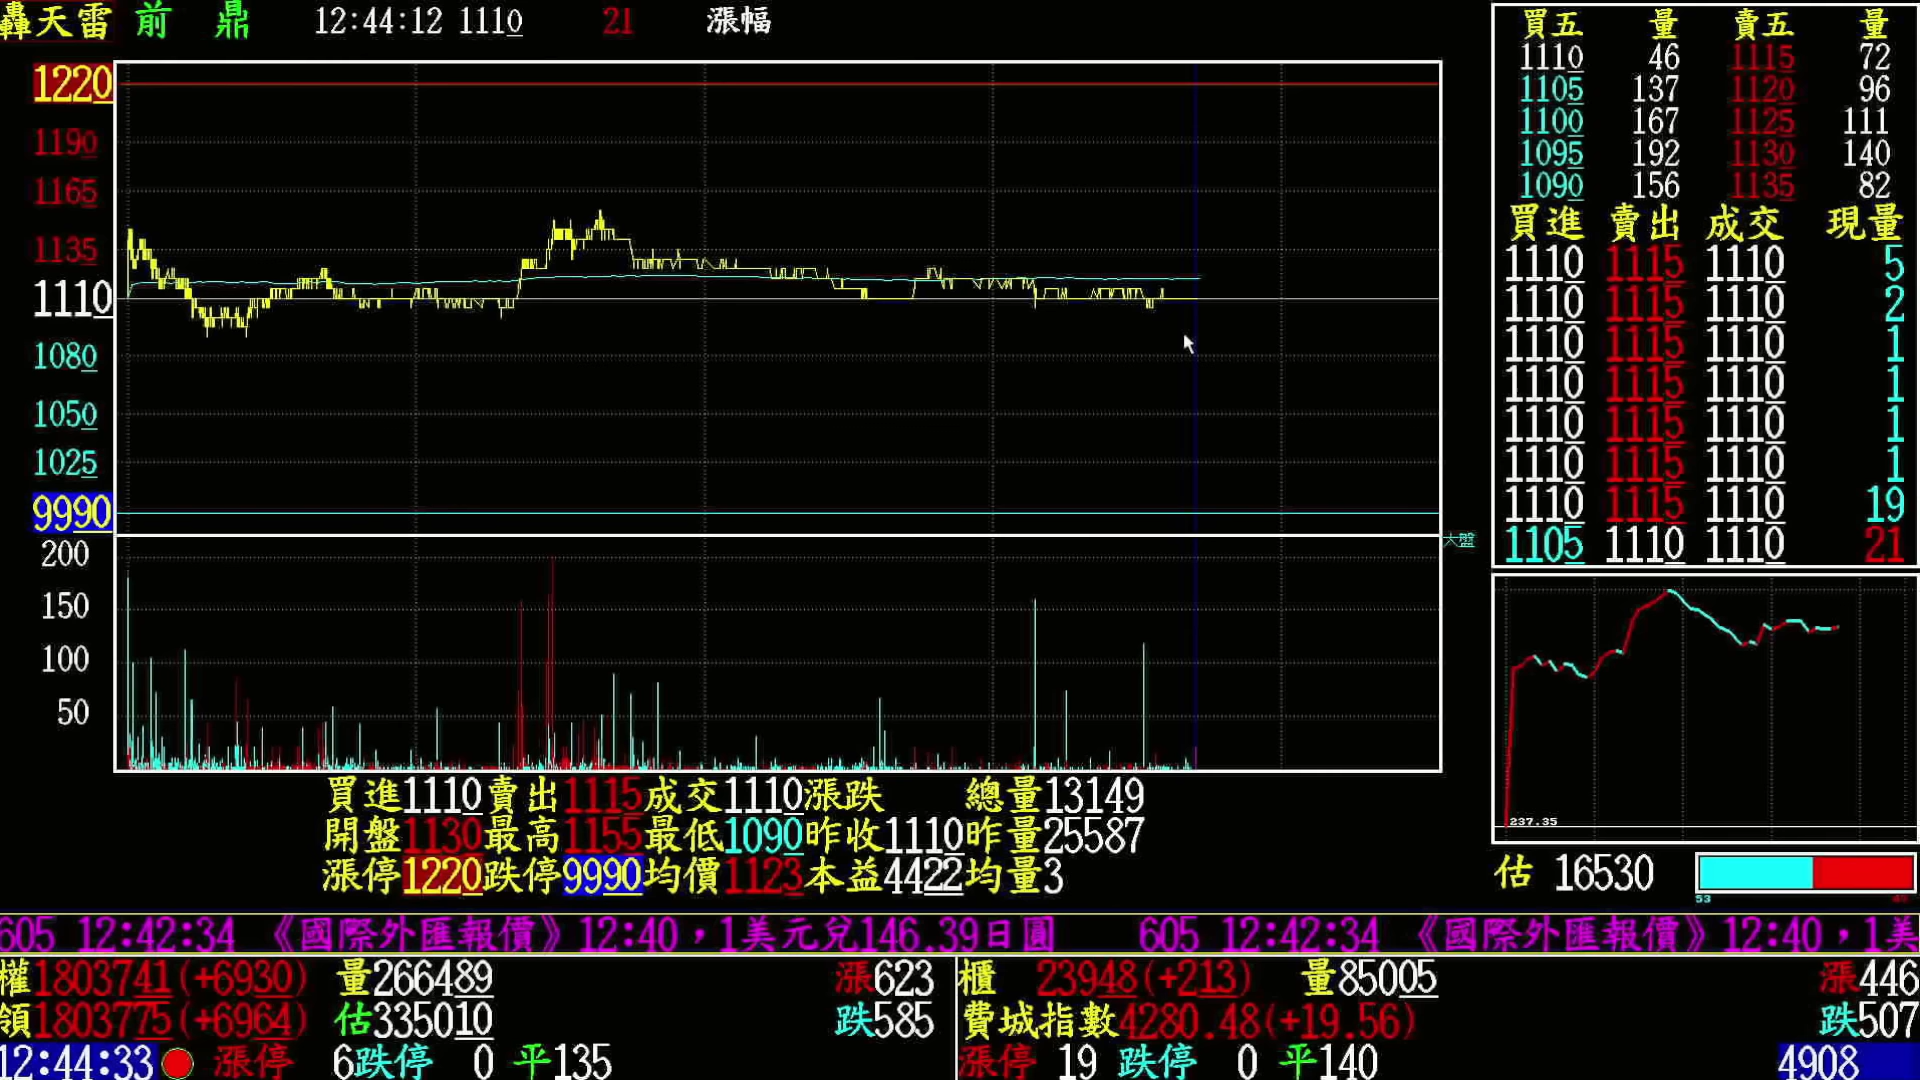 轟天雷 前 鼎 12:44:12 1110 21 漲幅
1220
1190
1165
1135
1110
1080
1050
1025
9990
200
150
100
50
大盤
買五 量 賣五 量
1110 46 1115 72
1105 137 1120 96
1100 167 1125 111
1095 192 1130 140
1090 156 1135 82
買進 賣出 成交 現量
1110 1115 1110 5
1110 1115 1110 2
1110 1115 1110 1
1110 1115 1110 1
1110 1115 1110 1
1110 1115 1110 1
1110 1115 1110 19
1105 1110 1110 21
237.35
估 16530
53
買進1110賣出1115成交1110漲跌 總量13149
開盤1130最高1155最低1090昨收1110昨量25587
漲停1220跌停9990均價1123本益4422均量3
605 12:42:34 《國際外匯報價》12:40，1美元兌146.39日圓 605 12:42:34 《國際外匯報價》12:40，1美
權1803741(+6930) 量266489 漲623
領1803775(+6964) 估335010 跌585
12:44:33 漲停 6跌停 0 平135
櫃 23948(+213) 量85005 漲446
費城指數4280.48(+19.56) 跌507
漲停 19 跌停 0 平140 4908